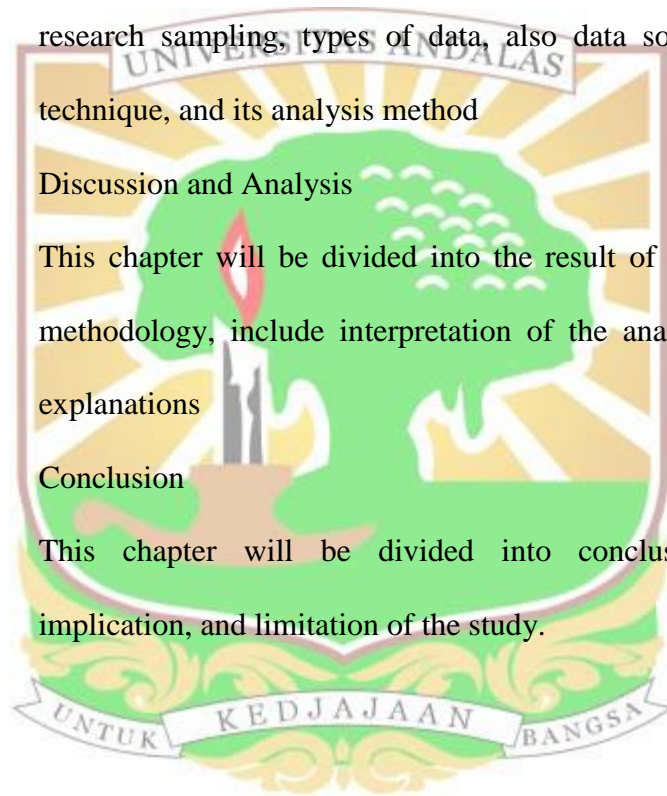 research sampling, types of data, also data so
UNIVERSITAS ANDALAS
technique, and its analysis method
Discussion and Analysis
This chapter will be divided into the result of
methodology, include interpretation of the ana
explanations
Conclusion
This chapter will be divided into conclus
implication, and limitation of the study.
UNTUK KEDJAJAAN BANGSA